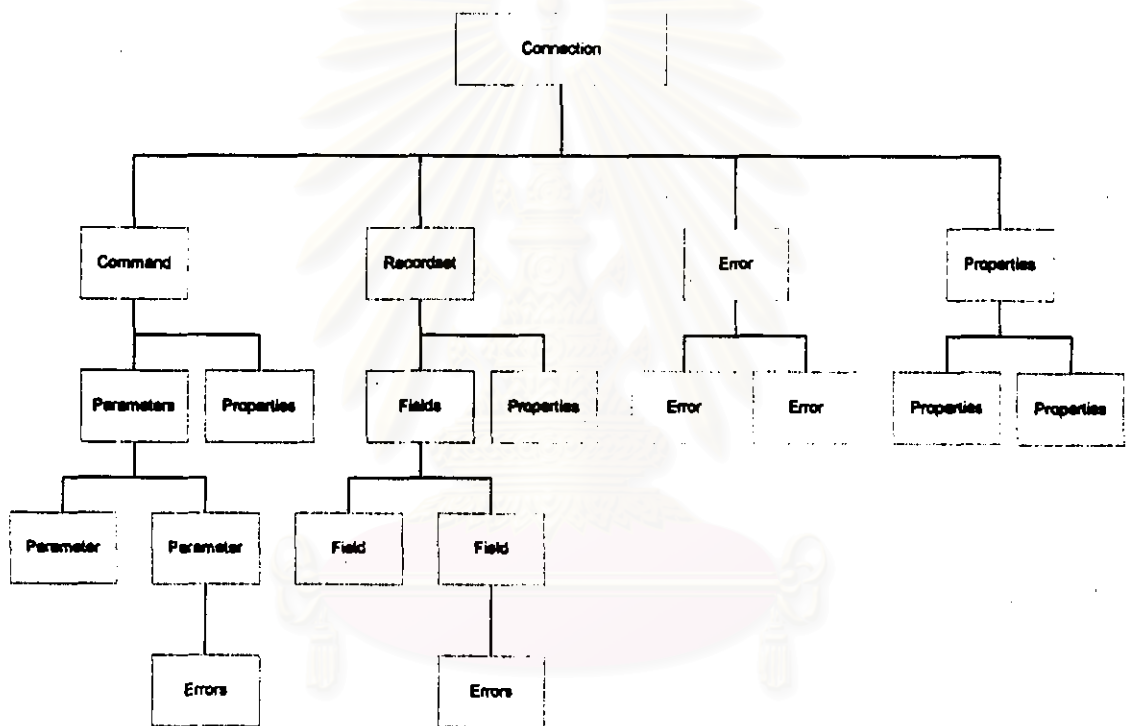 Connection
Command
Recordset
Error
Properties
Parameters
Properties
Fields
Properties
Error
Error
Properties
Properties
Parameter
Parameter
Field
Field
Errors
Errors